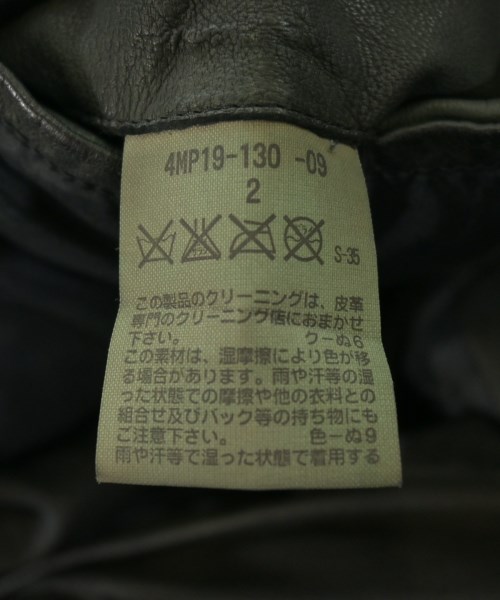 4MP19-130 -09
2
S-35
この製品のクリーニングは、皮革
専門のクリーニング店におまかせ
下さい。 クーぬ6
この素材は、湿摩擦により色が移
る場合があります。雨や汗等の湿
った状態での摩擦や他の衣料との
組合せ及びバック等の持ち物にも
ご注意下さい。 色ーぬ9
雨や汗等で湿った状態で着用する